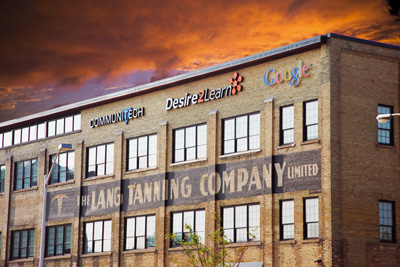 COMMUNITECH
Desire2Learn
Google
THE LANG TANNING COMPANY LIMITED